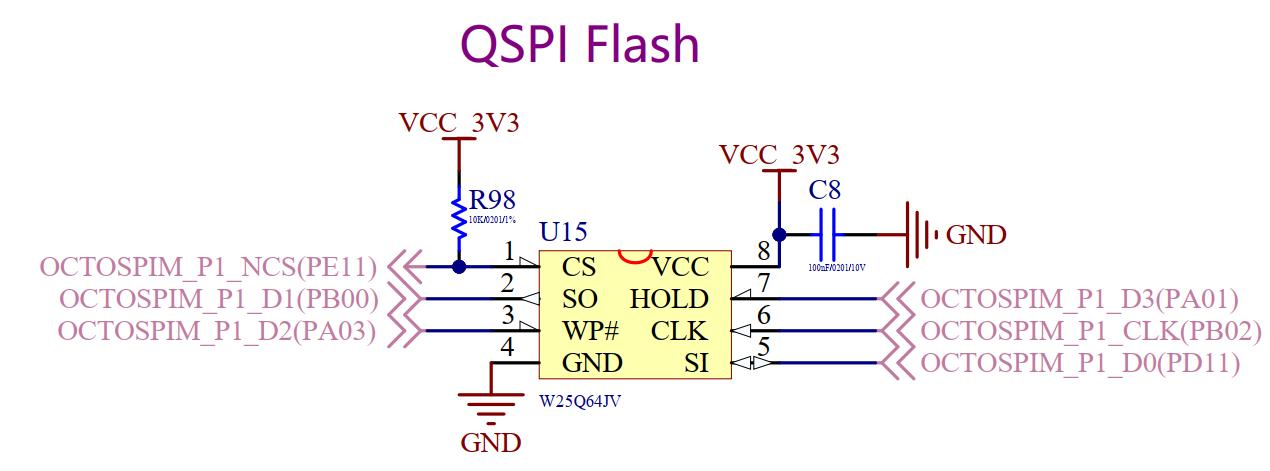 QSPI Flash
VCC_3V3
VCC_3V3
R98
10K/0201/1%
C8
U15
GND
100nF/0201/10V
OCTOSPIM_P1_NCS(PE11)
1
CS
VCC
8
OCTOSPIM_P1_D1(PB00)
2
SO
HOLD
7
OCTOSPIM_P1_D3(PA01)
OCTOSPIM_P1_D2(PA03)
3
WP#
CLK
6
OCTOSPIM_P1_CLK(PB02)
4
GND
SI
5
OCTOSPIM_P1_D0(PD11)
W25Q64JV
GND